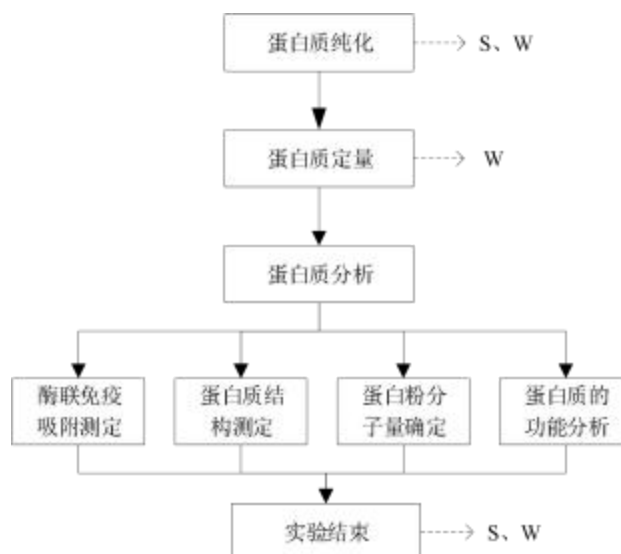 蛋白质纯化
S、W
蛋白质定量
W
蛋白质分析
酶联免疫
吸附测定
蛋白质结
构测定
蛋白粉分
子量确定
蛋白质的
功能分析
实验结束
S、W